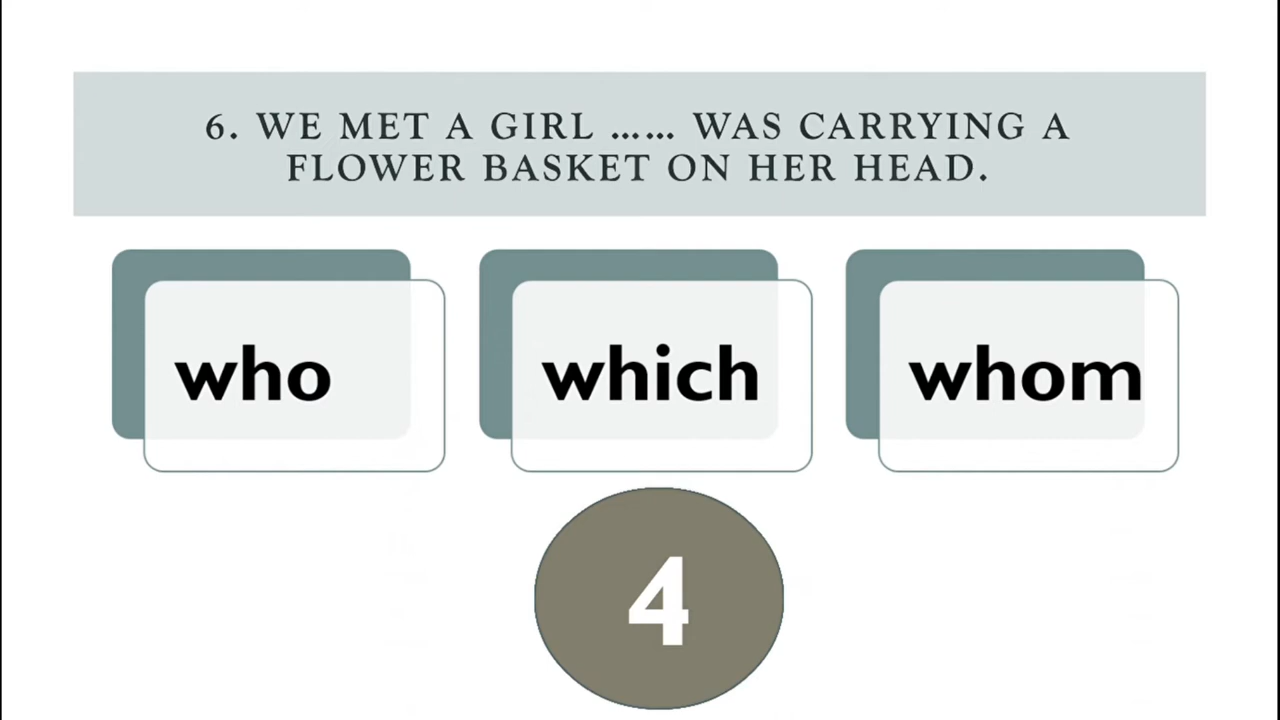 6. WE MET A GIRL …… WAS CARRYING A
FLOWER BASKET ON HER HEAD.
who
which
whom
4